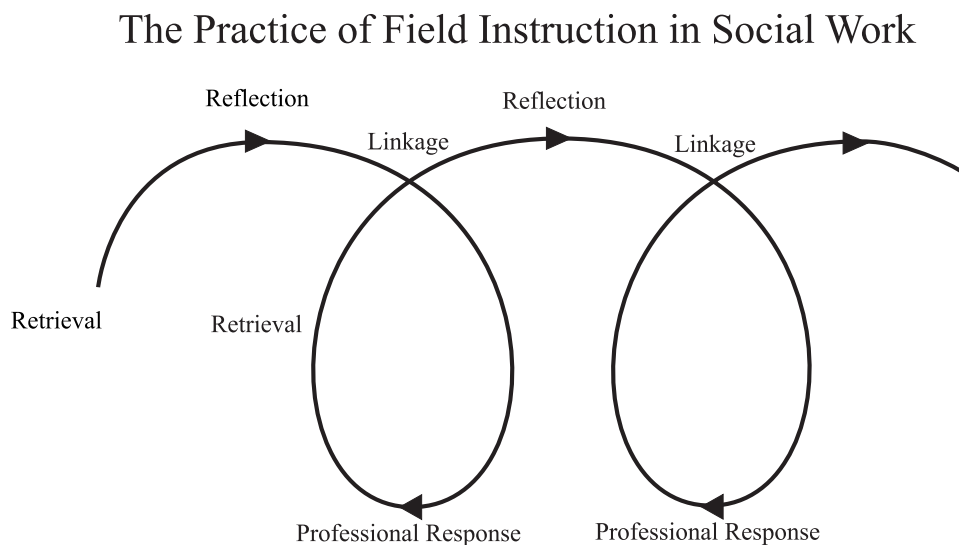 The Practice of Field Instruction in Social Work
Reflection
Reflection
Linkage
Linkage
Retrieval
Retrieval
Professional Response
Professional Response